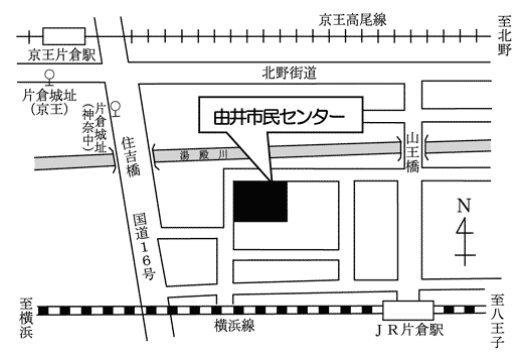 京王高尾線
至北野
京王片倉駅
北野街道
片倉城址
（京王）
片倉城址
（神奈中）
由井市民センター
住吉橋
湯殿川
山王橋
国道16号
N
至横浜
横浜線
JR片倉駅
至八王子